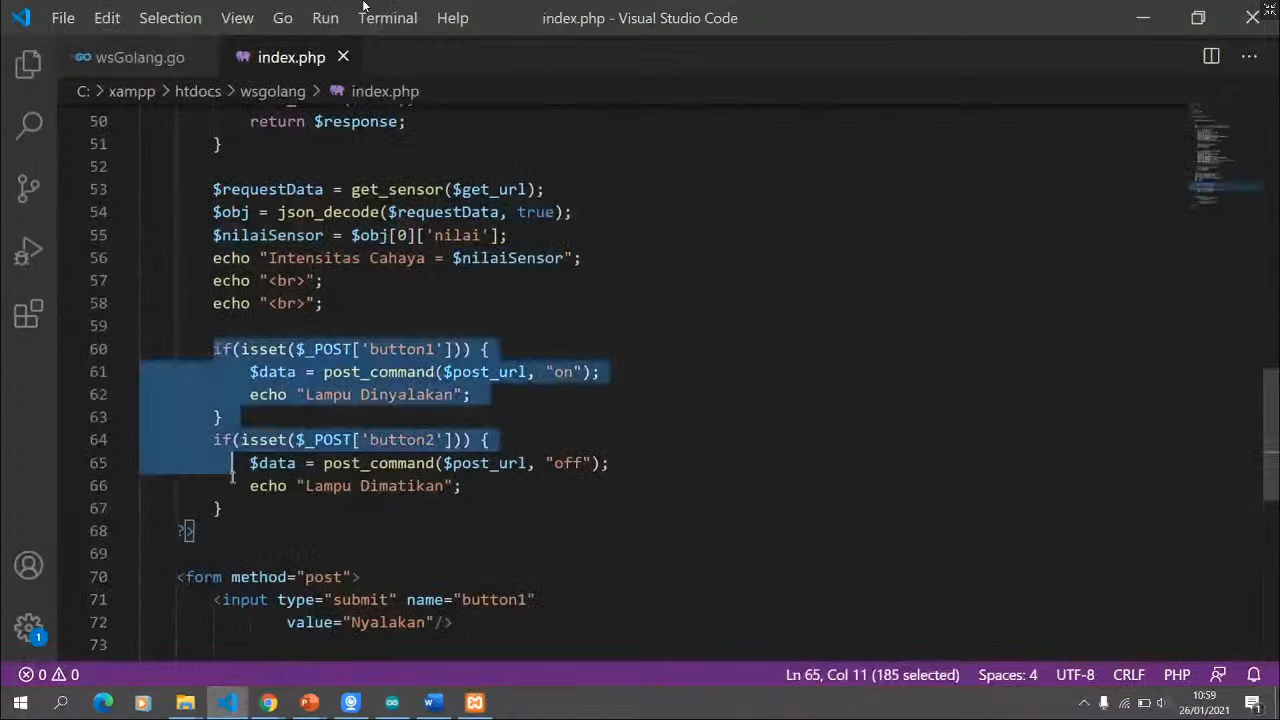 File Edit Selection View Go Run Terminal Help index.php - Visual Studio Code
wsGolang.go index.php
C: > xampp > htdocs > wsgolang > index.php
50 return $response;
51 }
52
53 $requestData = get_sensor($get_url);
54 $obj = json_decode($requestData, true);
55 $nilaiSensor = $obj[0]['nilai'];
56 echo "Intensitas Cahaya = $nilaiSensor";
57 echo "<br>";
58 echo "<br>";
59
60 if(isset($_POST['button1'])) {
61 $data = post_command($post_url, "on");
62 echo "Lampu Dinyalakan";
63 }
64 if(isset($_POST['button2'])) {
65 $data = post_command($post_url, "off");
66 echo "Lampu Dimatikan";
67 }
68 ?>
69
70 <form method="post">
71 <input type="submit" name="button1"
72 value="Nyalakan"/>
73
1
0 0 Ln 65, Col 11 (185 selected) Spaces: 4 UTF-8 CRLF PHP
10:59
26/01/2021
1